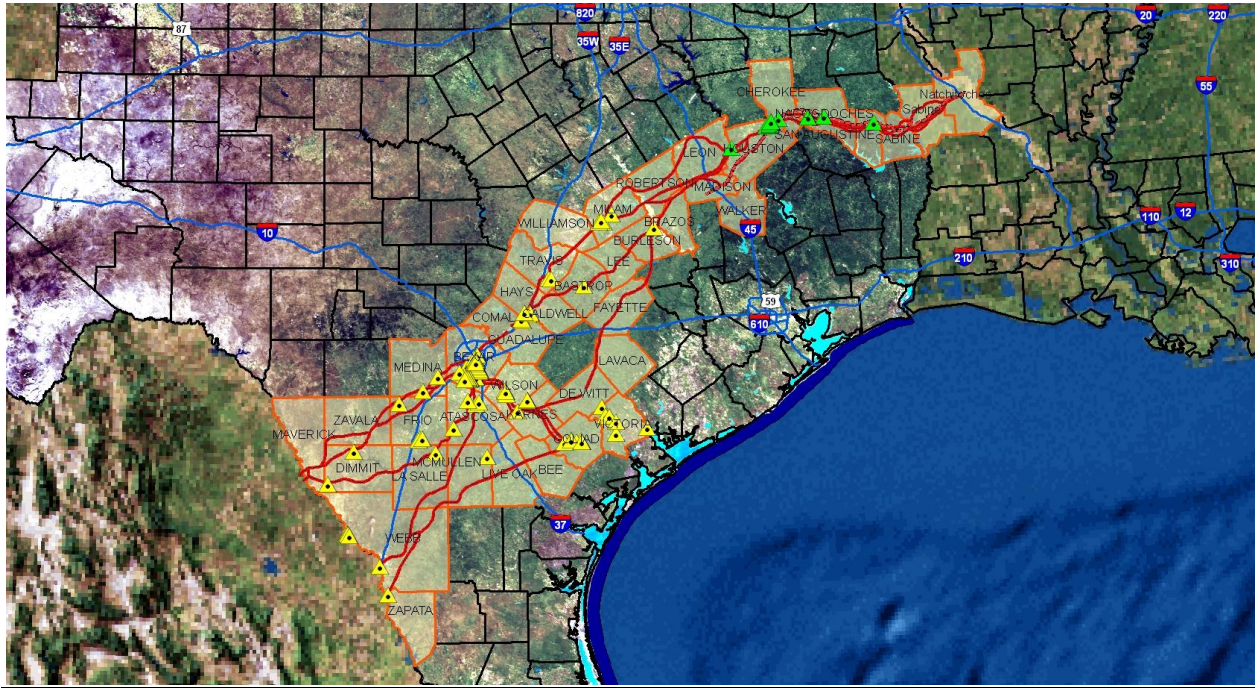 820
20
220
87
35W
35E
55
CHEROKEE
Natchitoches
Sabine
NACOGDOCHES
SAN AUGUSTINE
SABINE
HOUSTON
LEON
ROBERTSON
MADISON
MILAM
WILLIAMSON
BRAZOS
WALKER
45
BURLESON
110
12
10
210
310
TRAVIS
LEE
HAYS
BASTROP
FAYETTE
59
610
COMAL
CALDWELL
GUADALUPE
BEXAR
LAVACA
MEDINA
WILSON
DE WITT
ZAVALA
FRIO
ATASCOSA
KARNES
VICTORIA
MAVERICK
GOLIAD
DIMMIT
MCMULLEN
LA SALLE
LIVE OAK
BEE
37
WEBB
ZAPATA